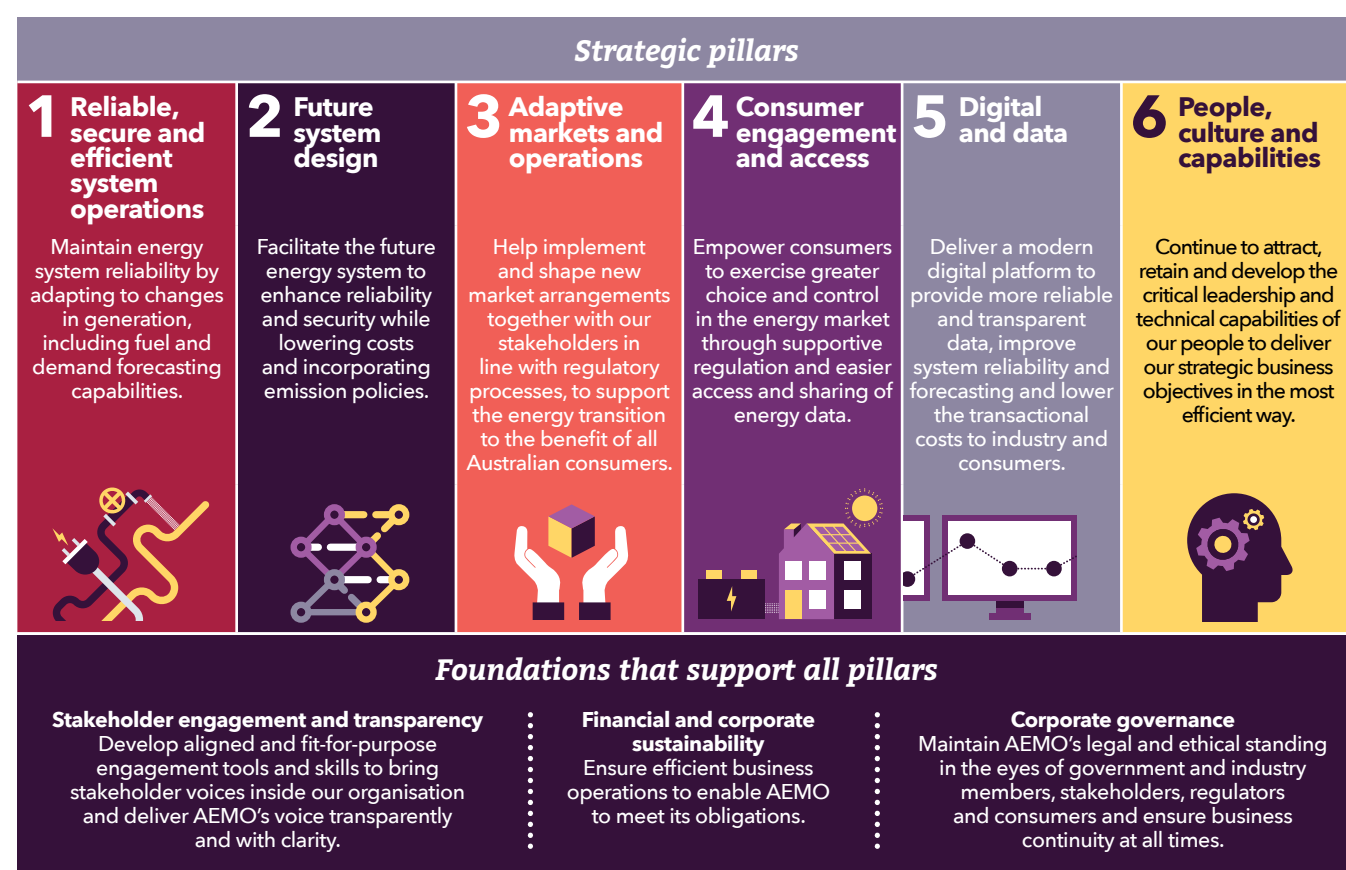 Strategic pillars
1 Reliable,
secure and
efficient
system
operations
Maintain energy
system reliability by
adapting to changes
in generation,
including fuel and
demand forecasting
capabilities.
2 Future
system
design
Facilitate the future
energy system to
enhance reliability
and security while
lowering costs
and incorporating
emission policies.
3 Adaptive
markets and
operations
Help implement
and shape new
market arrangements
together with our
stakeholders in
line with regulatory
processes, to support
the energy transition
to the benefit of all
Australian consumers.
4 Consumer
engagement
and access
Empower consumers
to exercise greater
choice and control
in the energy market
through supportive
regulation and easier
access and sharing of
energy data.
5 Digital
and data
Deliver a modern
digital platform to
provide more reliable
and transparent
data, improve
system reliability and
forecasting and lower
the transactional
costs to industry and
consumers.
6 People,
culture and
capabilities
Continue to attract,
retain and develop the
critical leadership and
technical capabilities of
our people to deliver
our strategic business
objectives in the most
efficient way.
Foundations that support all pillars
Stakeholder engagement and transparency
Develop aligned and fit-for-purpose
engagement tools and skills to bring
stakeholder voices inside our organisation
and deliver AEMO’s voice transparently
and with clarity.
Financial and corporate
sustainability
Ensure efficient business
operations to enable AEMO
to meet its obligations.
Corporate governance
Maintain AEMO’s legal and ethical standing
in the eyes of government and industry
members, stakeholders, regulators
and consumers and ensure business
continuity at all times.